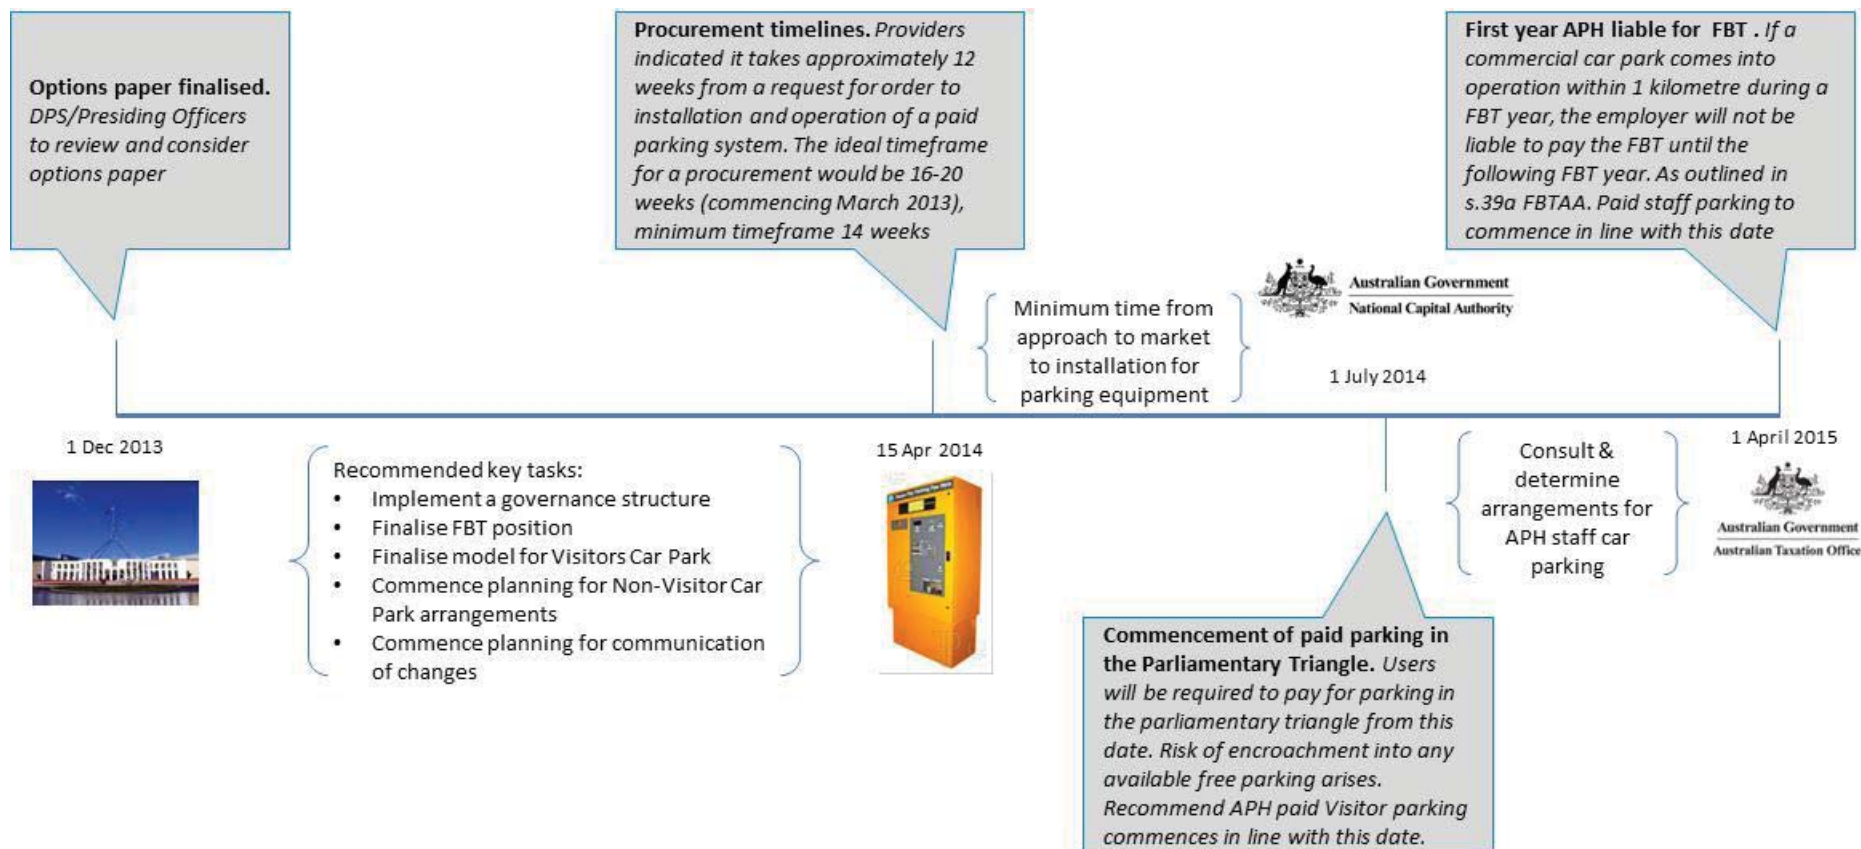 Options paper finalised.
DPS/Presiding Officers
to review and consider
options paper
Procurement timelines. Providers
indicated it takes approximately 12
weeks from a request for order to
installation and operation of a paid
parking system. The ideal timeframe
for a procurement would be 16-20
weeks (commencing March 2013),
minimum timeframe 14 weeks
First year APH liable for FBT . If a
commercial car park comes into
operation within 1 kilometre during a
FBT year, the employer will not be
liable to pay the FBT until the
following FBT year. As outlined in
s.39a FBTAA. Paid staff parking to
commence in line with this date
Minimum time from
approach to market
to installation for
parking equipment
Australian Government
National Capital Authority
1 July 2014
1 Dec 2013
Recommended key tasks:
• Implement a governance structure
• Finalise FBT position
• Finalise model for Visitors Car Park
• Commence planning for Non-Visitor Car
Park arrangements
• Commence planning for communication
of changes
15 Apr 2014
Consult &
determine
arrangements for
APH staff car
parking
1 April 2015
Australian Government
Australian Taxation Office
Commencement of paid parking in
the Parliamentary Triangle. Users
will be required to pay for parking in
the parliamentary triangle from this
date. Risk of encroachment into any
available free parking arises.
Recommend APH paid Visitor parking
commences in line with this date.